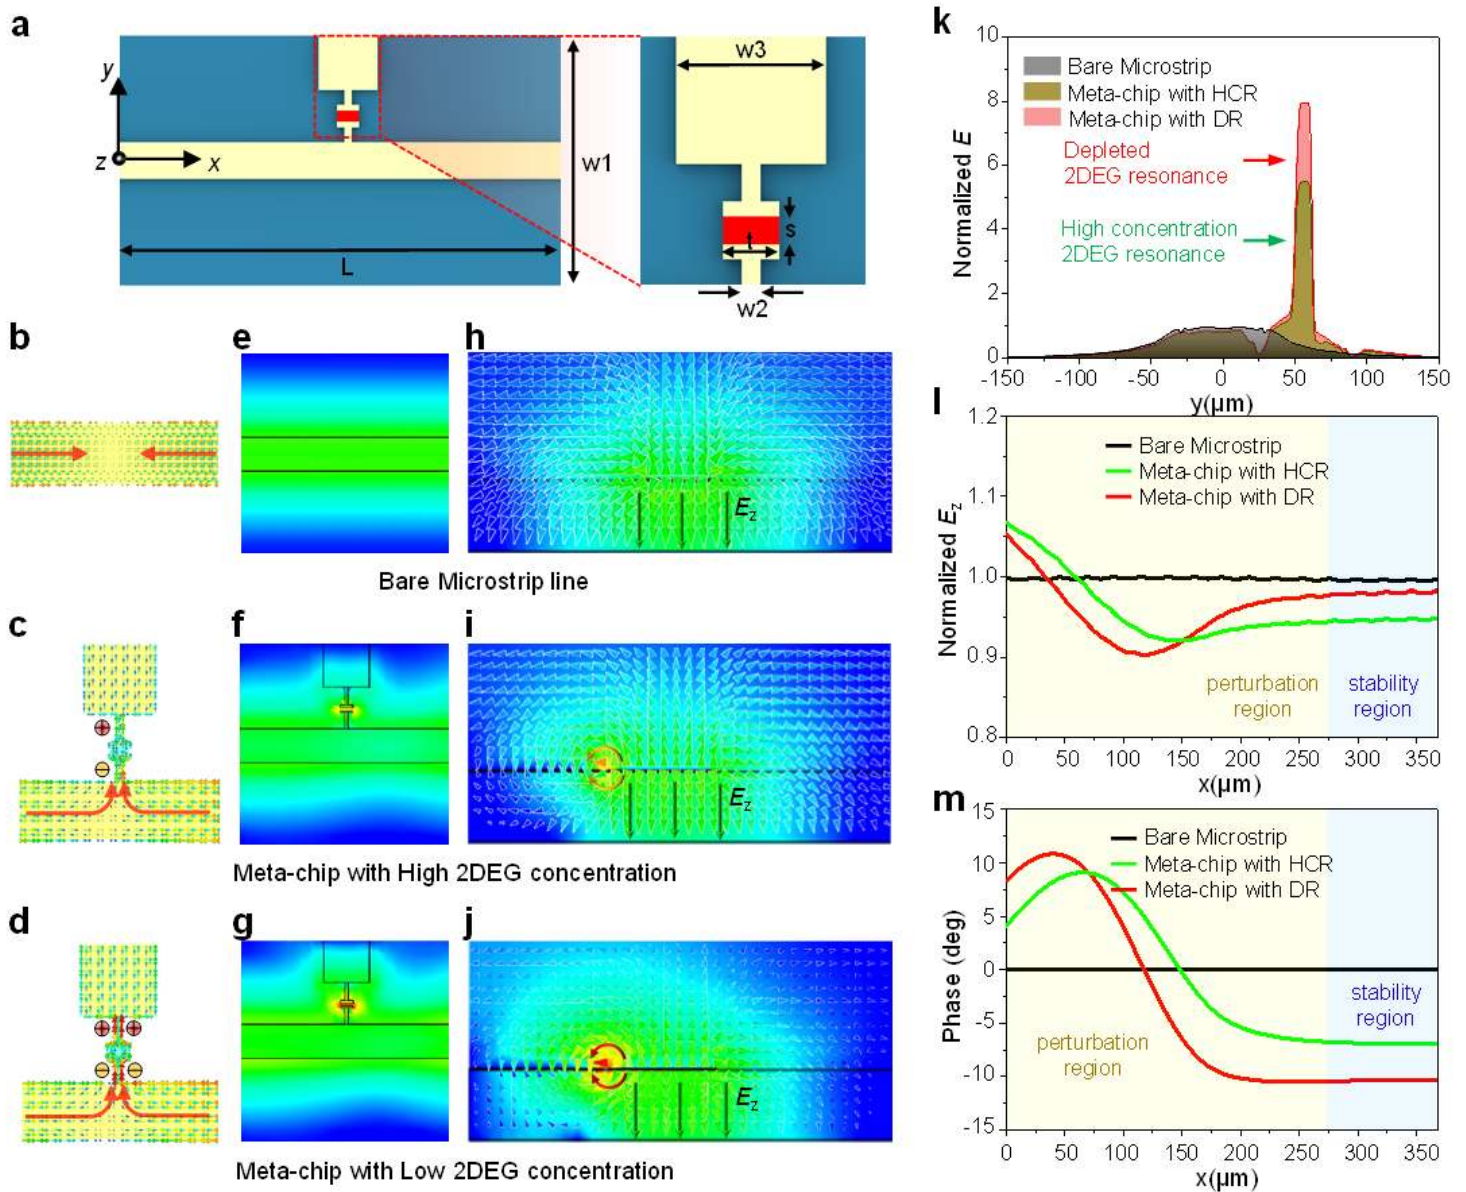 a
y
z
x
L
w1
w3
t
s
w2
b
e
h
E_z
Bare Microstrip line
c
f
i
E_z
Meta-chip with High 2DEG concentration
d
g
j
E_z
Meta-chip with Low 2DEG concentration
k
10
8
6
4
2
0
Normalized E
Bare Microstrip
Meta-chip with HCR
Meta-chip with DR
Depleted
2DEG resonance
High concentration
2DEG resonance
-150 -100 -50 0 50 100 150
y(μm)
l
1.2
1.1
1.0
0.9
0.8
Normalized E_z
Bare Microstrip
Meta-chip with HCR
Meta-chip with DR
perturbation
region
stability
region
0 50 100 150 200 250 300 350
x(μm)
m
15
10
5
0
-5
-10
-15
Phase (deg)
Bare Microstrip
Meta-chip with HCR
Meta-chip with DR
perturbation
region
stability
region
0 50 100 150 200 250 300 350
x(μm)